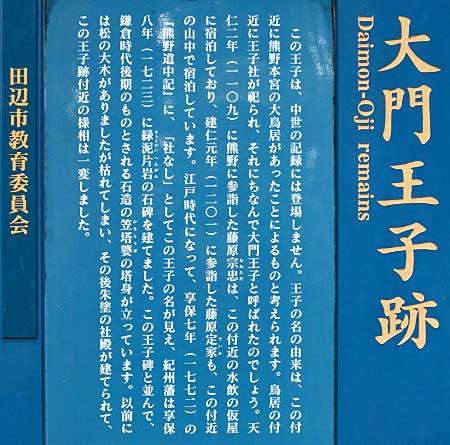 大門王子跡
Daimon-Oji remains
この王子は、中世の記録には登場しません。王子の名の由来は、この付
近に熊野本宮の大鳥居があったことによるものと考えられます。鳥居の付
近に王子社が祀られ、それにちなんで大門王子と呼ばれたのでしょう。天
仁二年（一一〇九）に熊野に参詣した藤原宗忠は、この付近の水飲の仮屋
に宿泊しており、建仁元年（一二〇一）に参詣した藤原定家も、この付近
の山中で宿泊しています。江戸時代になって、享保七年（一七二二）の
『熊野道中記』に、「社なし」としてこの王子の名が見え、紀州藩は享保
八年（一七二三）に緑泥片岩の石碑を建てました。この王子碑と並んで、
鎌倉時代後期のものとされる石造の笠塔婆の塔身が立っています。以前に
は松の大木がありましたが枯れてしまい、その後朱塗の社殿が建てられて、
この王子跡付近の様相は一変しました。
田辺市教育委員会